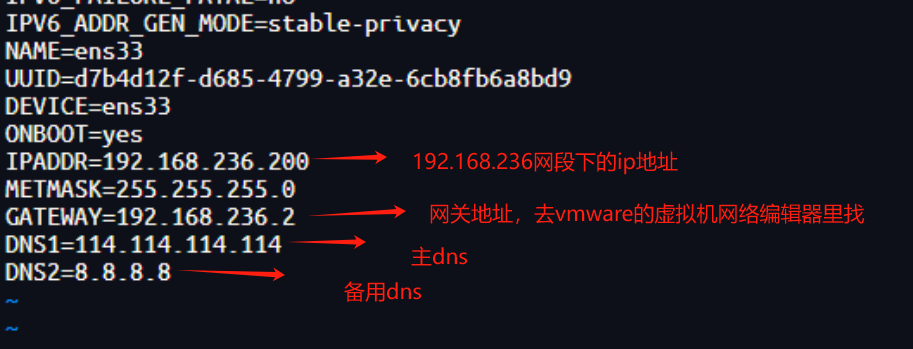 IPV6_FAILURE_FATAL=no
IPV6_ADDR_GEN_MODE=stable-privacy
NAME=ens33
UUID=d7b4d12f-d685-4799-a32e-6cb8fb6a8bd9
DEVICE=ens33
ONBOOT=yes
IPADDR=192.168.236.200 192.168.236网段下的ip地址
METMASK=255.255.255.0
GATEWAY=192.168.236.2 网关地址，去vmware的虚拟机网络编辑器里找
DNS1=114.114.114.114 主dns
DNS2=8.8.8.8 备用dns
~
~